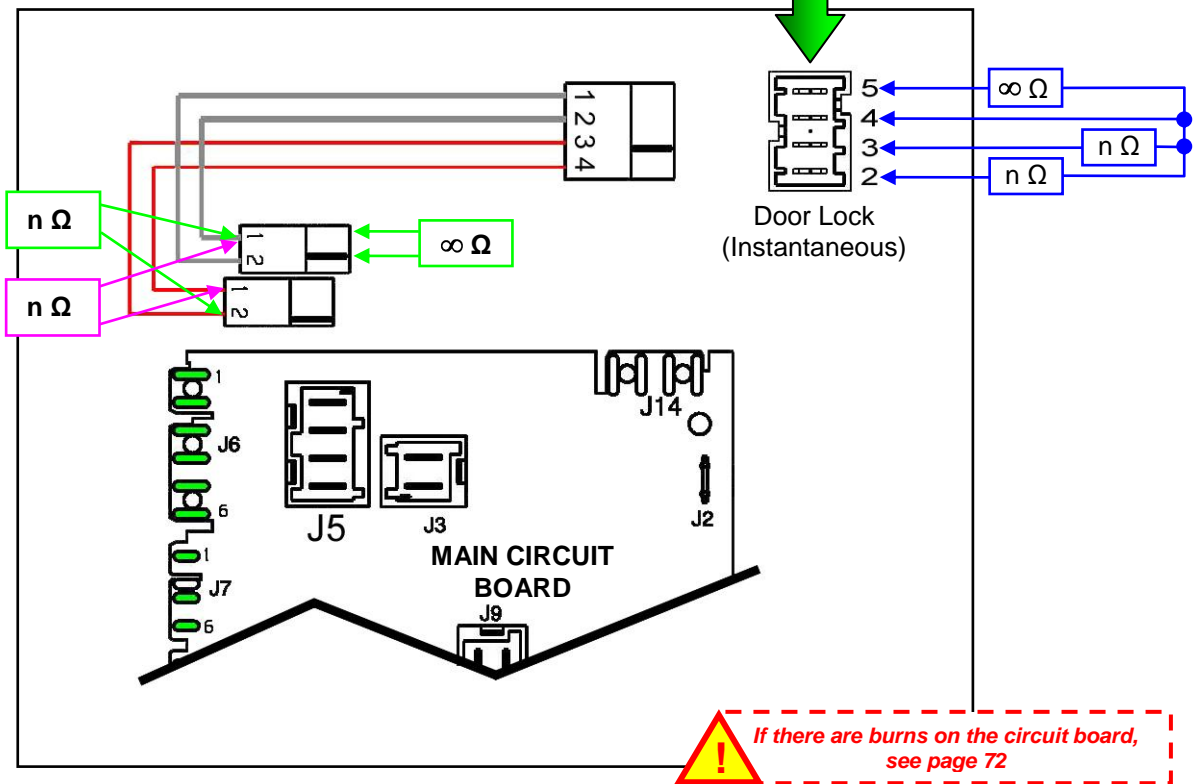 1
2
3
4
5
4
3
2
∞ Ω
n Ω
n Ω
Door Lock
(Instantaneous)
n Ω
n Ω
1
2
∞ Ω
1
2
1
J6
6
1
J7
6
J5
J3
J14
J2
MAIN CIRCUIT
BOARD
J9
!
If there are burns on the circuit board,
see page 72